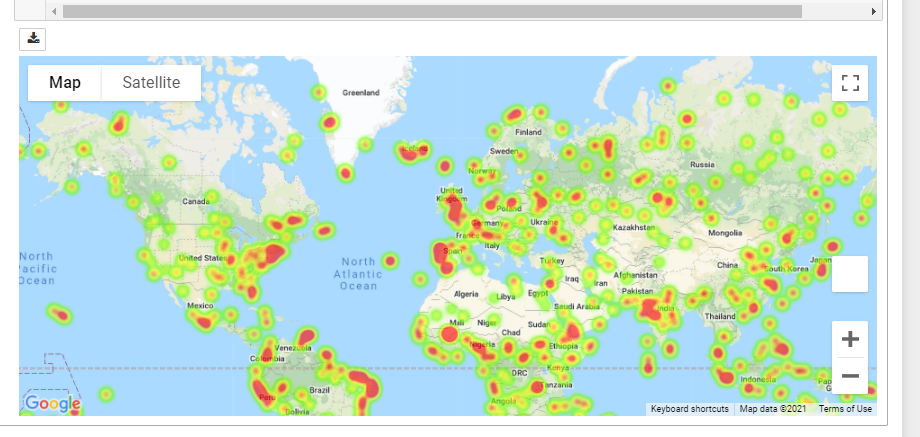 Map Satellite
Greenland
Iceland
Finland
Sweden
Norway
Russia
Canada
United
Kingdom
Poland
Germany
Ukraine
France
Kazakhstan
Mongolia
Italy
Spain
North
Pacific
Ocean
United States
North
Atlantic
Ocean
Turkey
China
South Korea
Japan
Afghanistan
Iraq
Iran
Pakistan
Algeria
Libya
Egypt
Saudi Arabia
India
Mexico
Mali
Niger
Chad
Sudan
Thailand
Nigeria
Ethiopia
Venezuela
Colombia
Kenya
DRC
Tanzania
Indonesia
Brazil
Peru
Angola
Bolivia
Google
Keyboard shortcuts Map data ©2021 Terms of Use